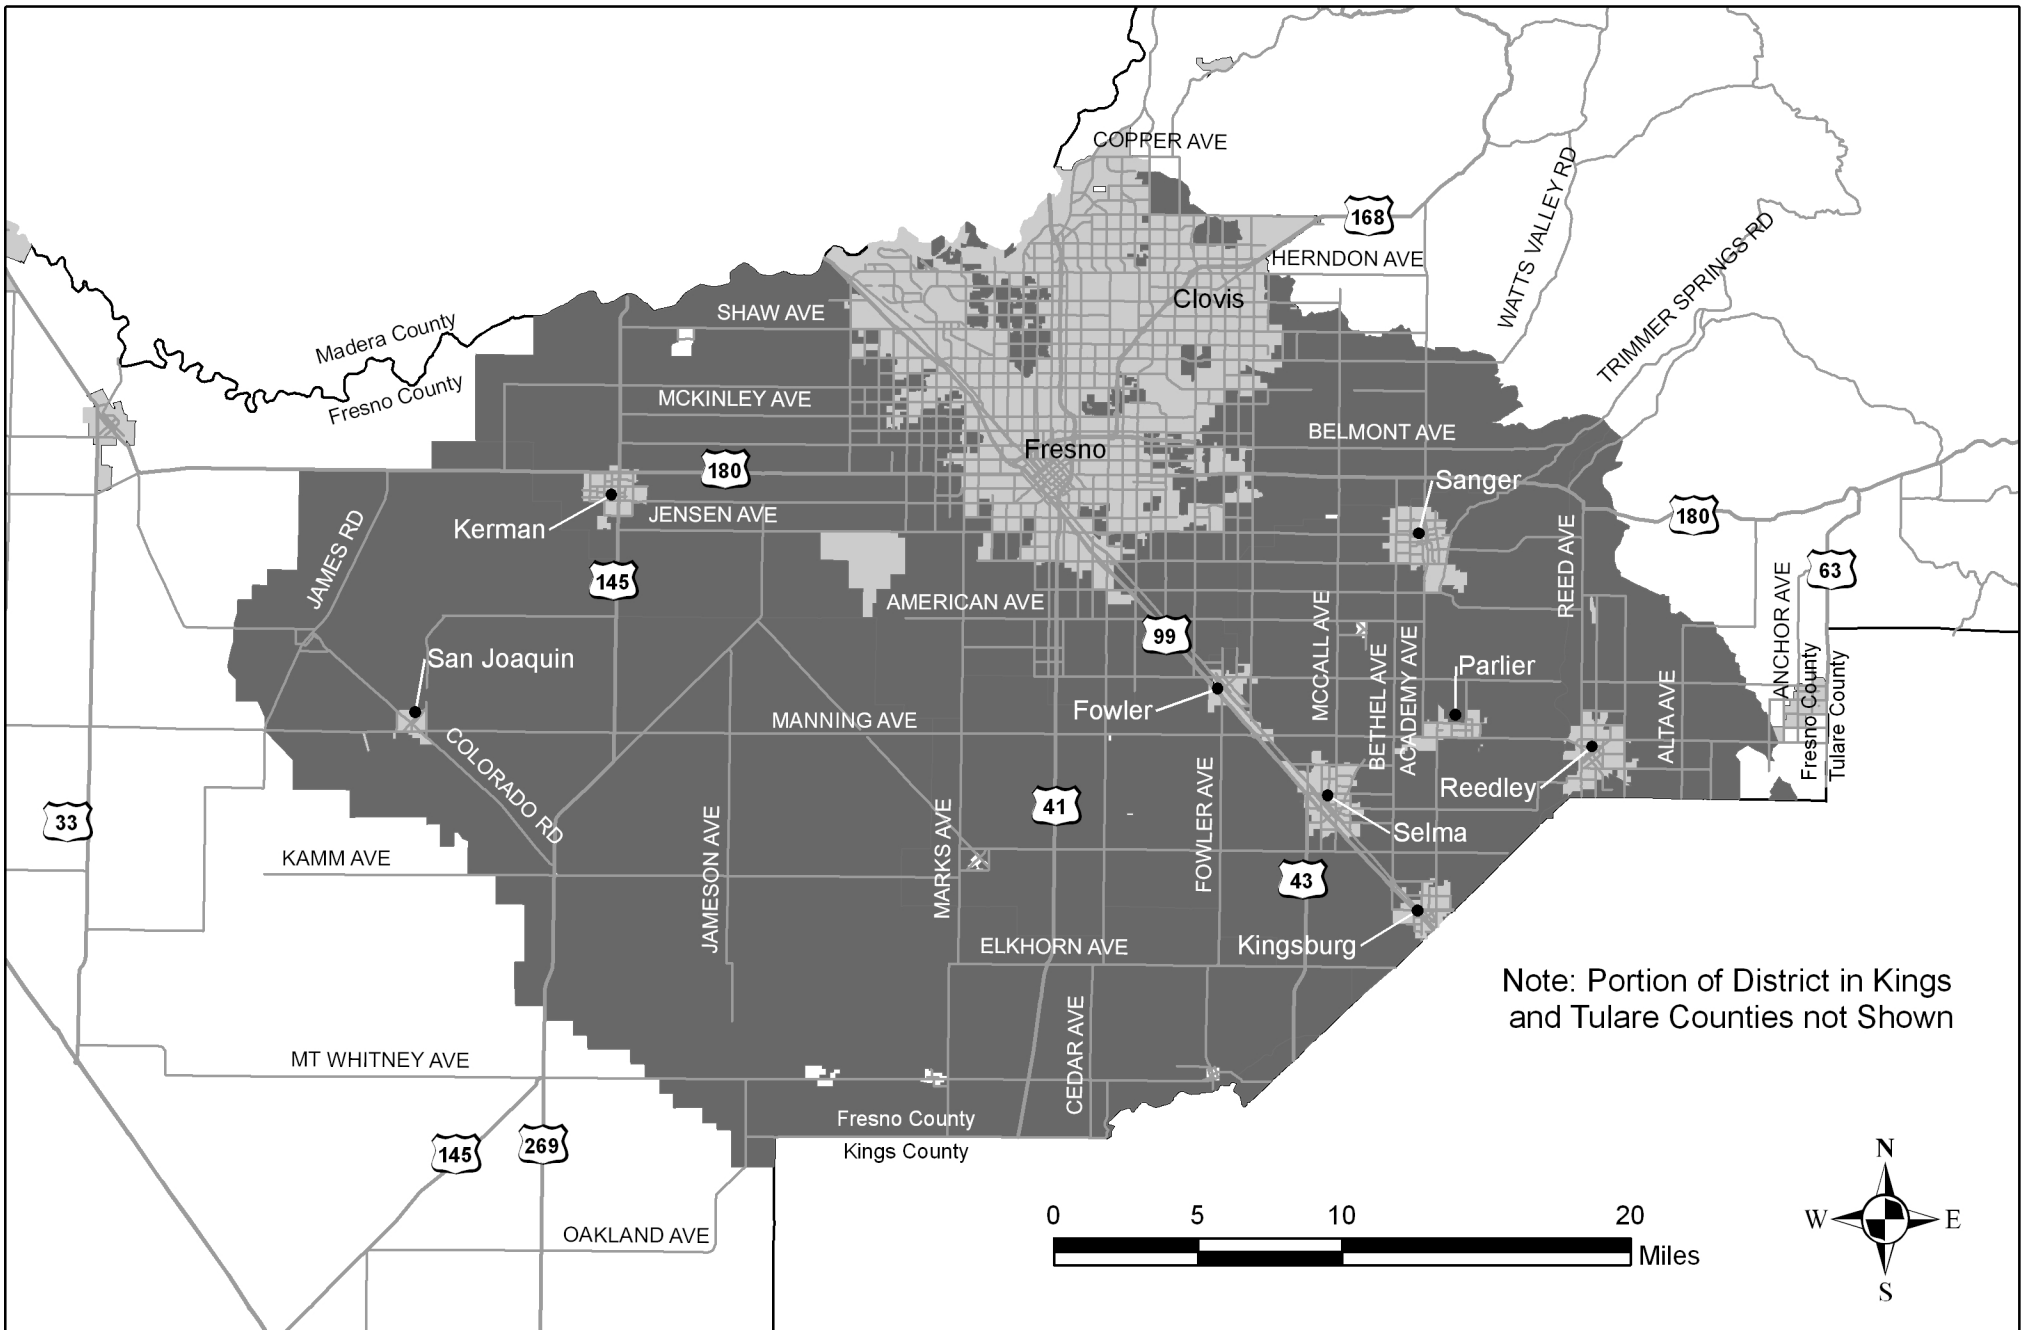 COPPER AVE
168
WATTS VALLEY RD
TRIMMER SPRINGS RD
HERNDON AVE
Clovis
SHAW AVE
Madera County
Fresno County
MCKINLEY AVE
BELMONT AVE
Fresno
180
Sanger
Kerman
JENSEN AVE
180
JAMES RD
145
REED AVE
63
AMERICAN AVE
99
MCCALL AVE
ANCHOR AVE
San Joaquin
BETHEL AVE
ACADEMY AVE
Parlier
ALTA AVE
Fresno County
Tulare County
Fowler
MANNING AVE
COLORADO RD
33
41
FOWLER AVE
Reedley
Selma
JAMESON AVE
MARKS AVE
KAMM AVE
43
ELKHORN AVE
Kingsburg
Note: Portion of District in Kings
and Tulare Counties not Shown
MT WHITNEY AVE
CEDAR AVE
Fresno County
Kings County
145
269
OAKLAND AVE
0 5 10 20
Miles
N
W E
S